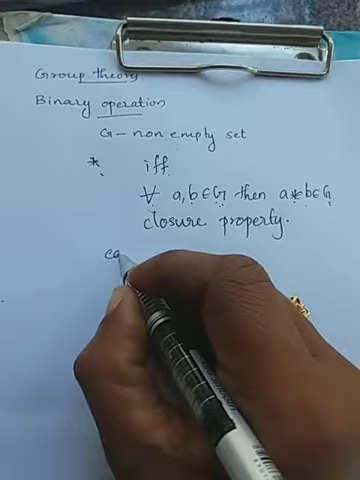 Group theory
Binary operation
G - non empty set
* iff
∀ a, b ∈ G then a * b ∈ G
closure property.